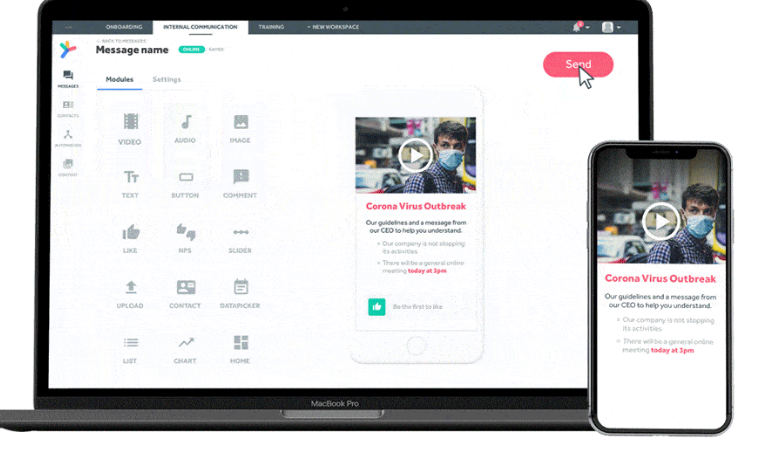 ONBOARDING
INTERNAL COMMUNICATION
TRAINING
+ NEW WORKSPACE
< BACK TO MESSAGES
Message name
ONLINE
Saved
Send
MESSAGES
CONTACTS
AUTOMATION
CONTENT
Modules
Settings
VIDEO
AUDIO
IMAGE
TEXT
BUTTON
COMMENT
LIKE
NPS
SLIDER
UPLOAD
CONTACT
DATAPICKER
LIST
CHART
HOME
Corona Virus Outbreak
Our guidelines and a message from
our CEO to help you understand.
Our company is not stopping
its activities
There will be a general online
meeting today at 3pm
Be the first to like
MacBook Pro
Corona Virus Outbreak
Our guidelines and a message from
our CEO to help you understand.
Our company is not stopping
its activities
There will be a general online
meeting today at 3pm